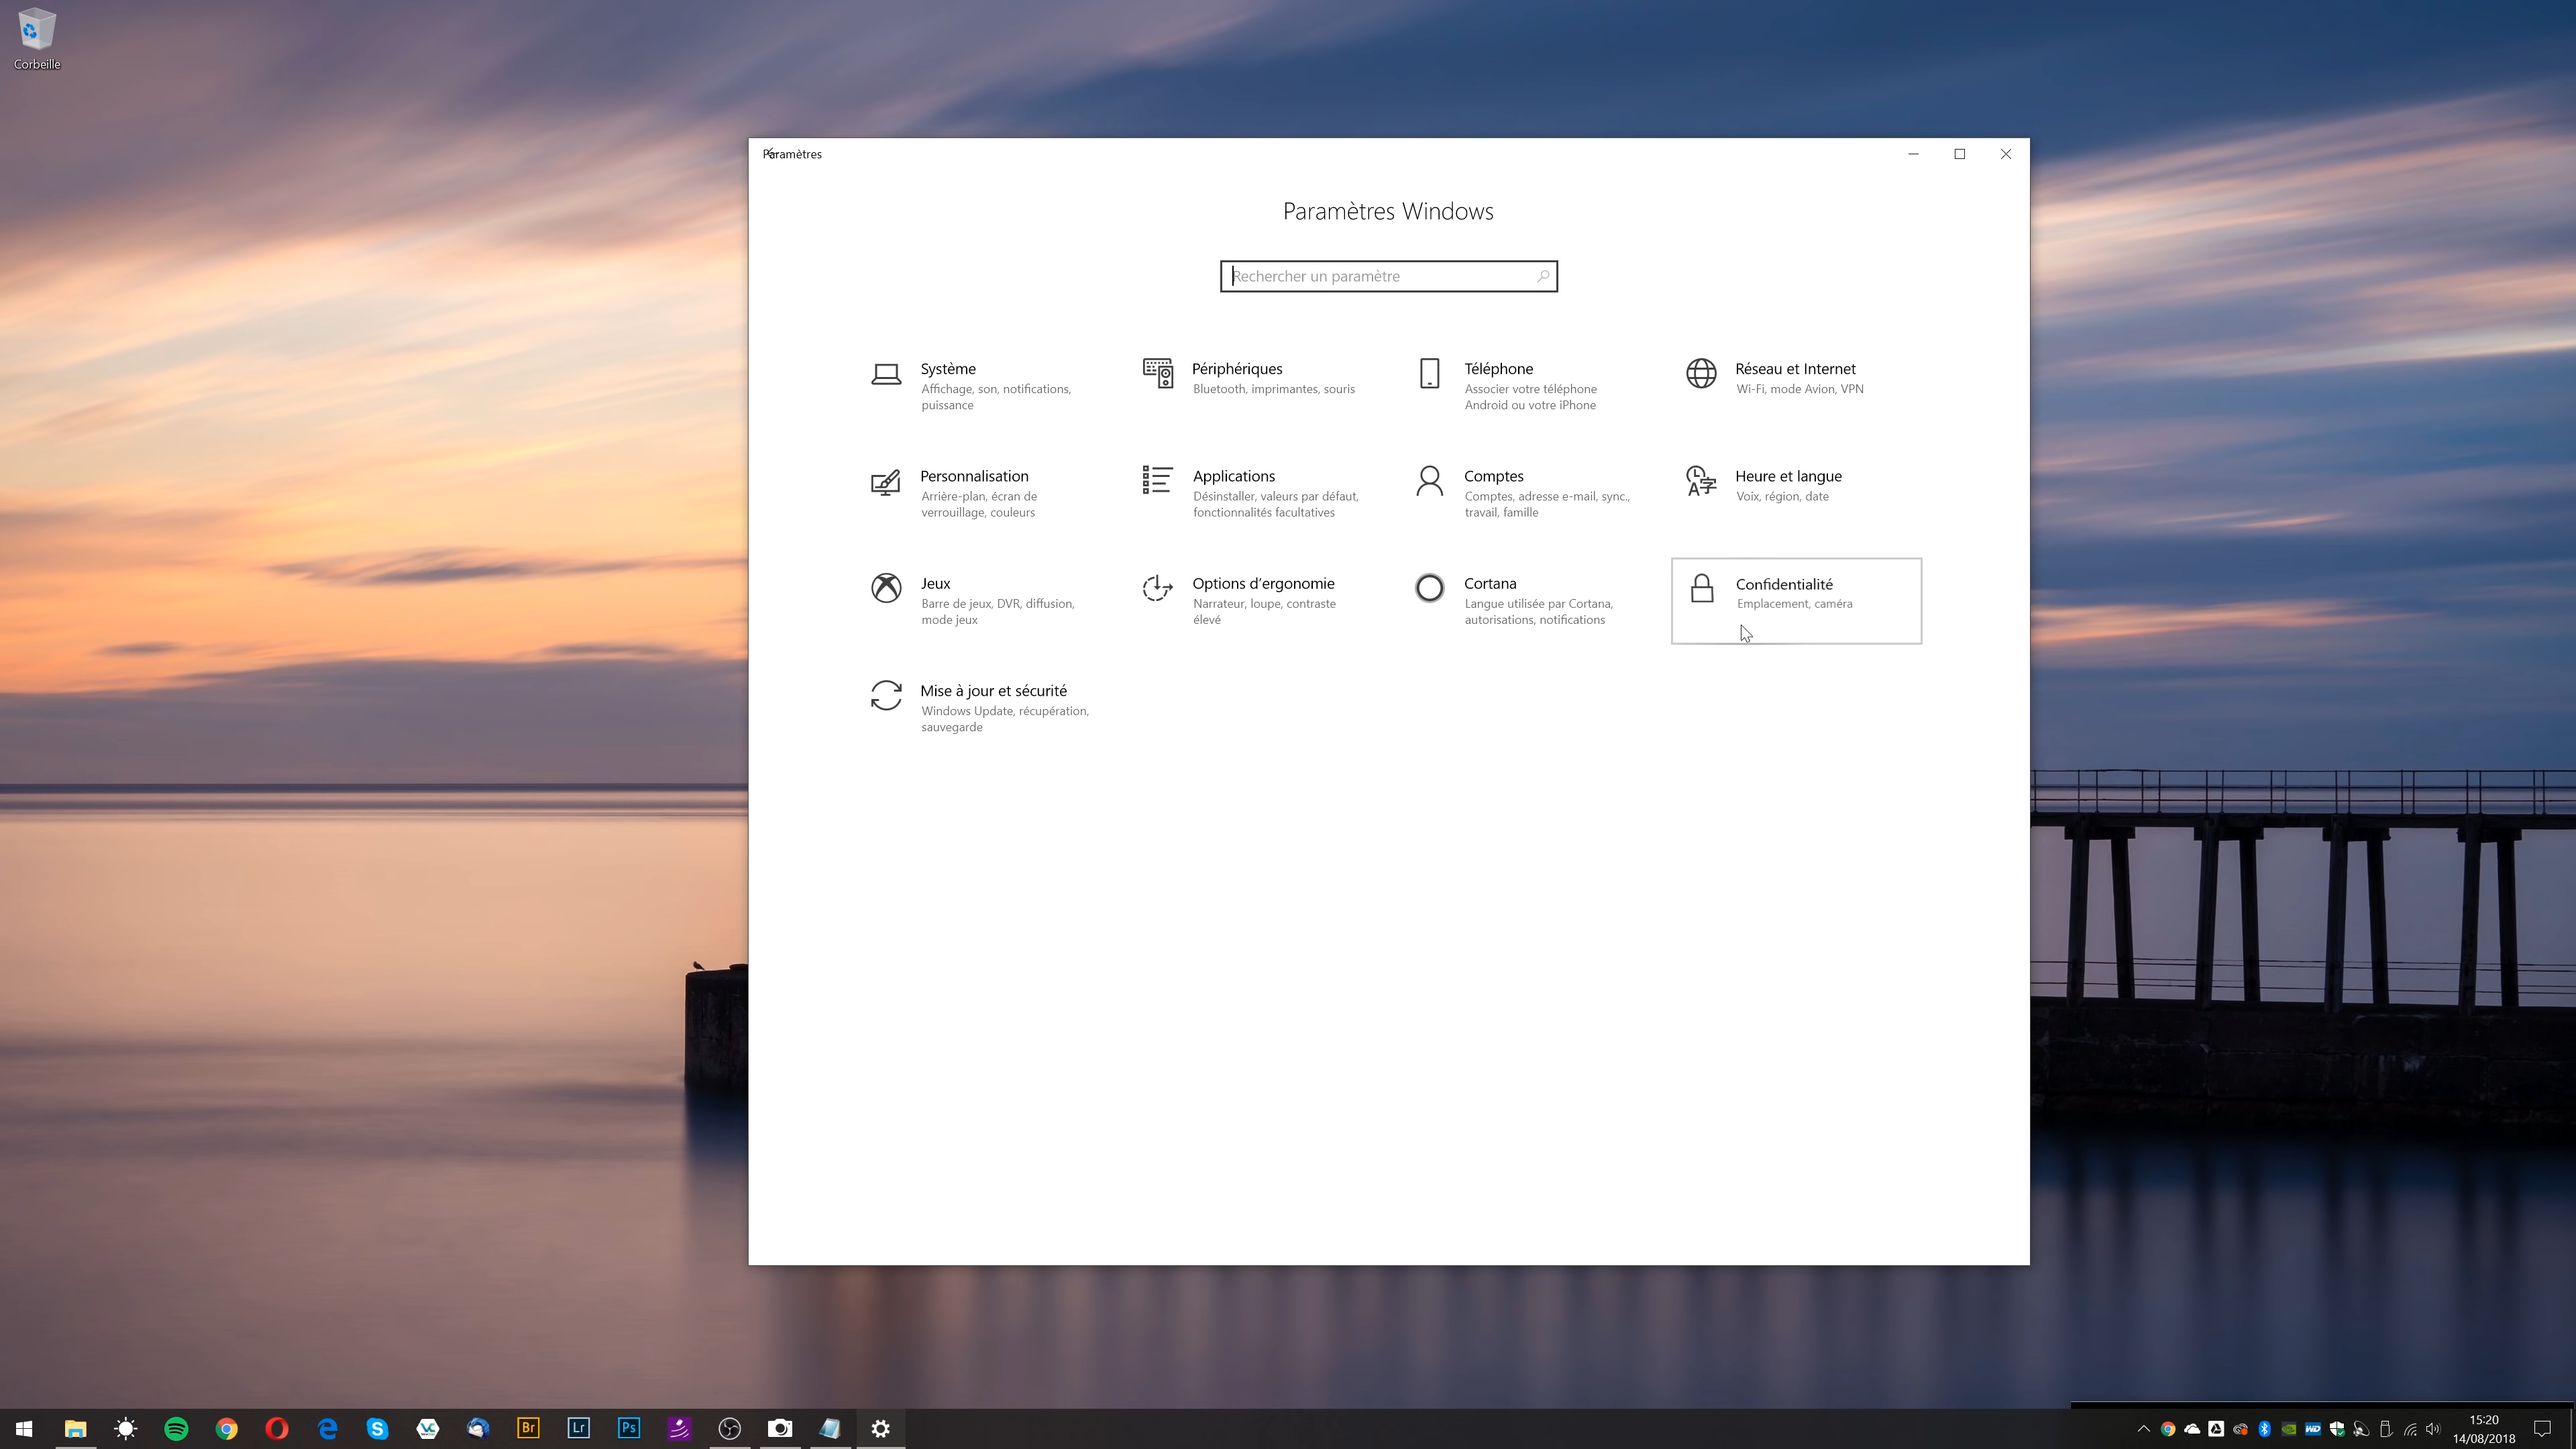 Corbeille
Paramètres
Paramètres Windows
Rechercher un paramètre
Système
Affichage, son, notifications,
puissance
Périphériques
Bluetooth, imprimantes, souris
Téléphone
Associer votre téléphone
Android ou votre iPhone
Réseau et Internet
Wi-Fi, mode Avion, VPN
Personnalisation
Arrière-plan, écran de
verrouillage, couleurs
Applications
Désinstaller, valeurs par défaut,
fonctionnalités facultatives
Comptes
Comptes, adresse e-mail, sync.,
travail, famille
Heure et langue
Voix, région, date
Jeux
Barre de jeux, DVR, diffusion,
mode jeux
Options d'ergonomie
Narrateur, loupe, contraste
élevé
Cortana
Langue utilisée par Cortana,
autorisations, notifications
Confidentialité
Emplacement, caméra
Mise à jour et sécurité
Windows Update, récupération,
sauvegarde
Br
Lr
Ps
WD
15:20
14/08/2018